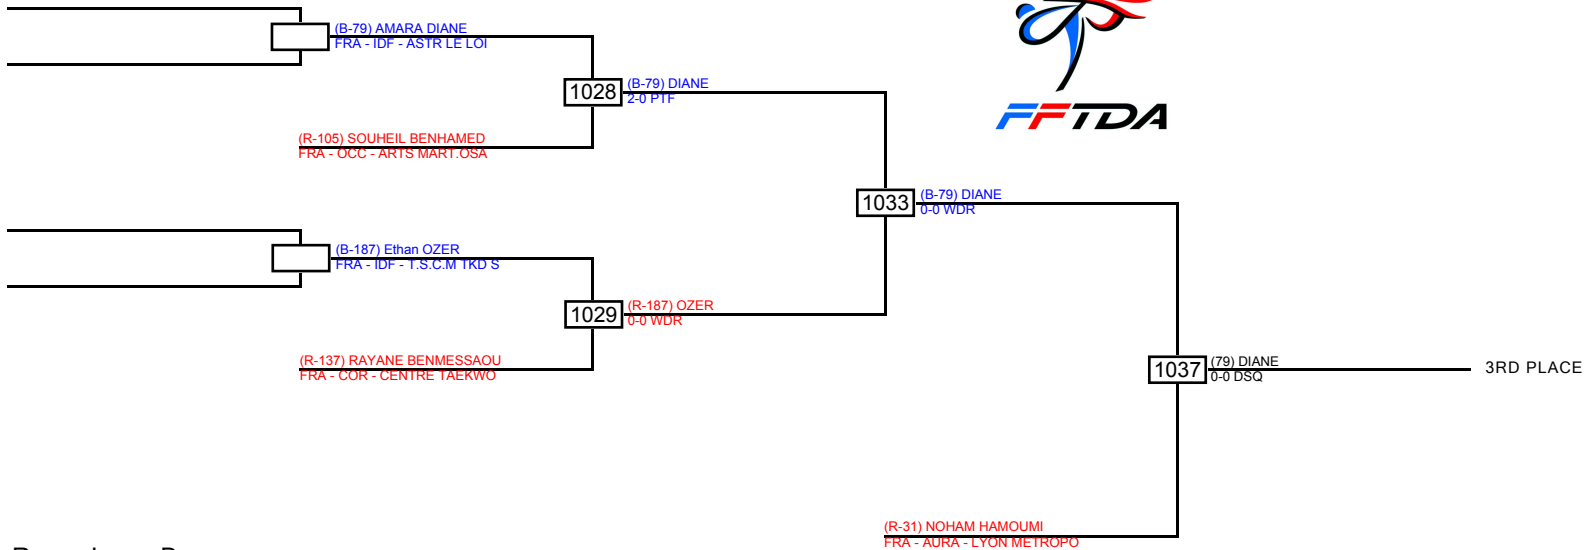 (B-79) AMARA DIANE
FRA - IDF - ASTR LE LOI
1028
(B-79) DIANE
2-0 PTF
FFTDA
(R-105) SOUHEIL BENHAMED
FRA - OCC - ARTS MART.OSA
1033
(B-79) DIANE
0-0 WDR
(B-187) Ethan OZER
FRA - IDF - T.S.C.M TKD S
1029
(R-187) OZER
0-0 WDR
(R-137) RAYANE BENMESSAOU
FRA - COR - CENTRE TAEKWO
1037
(79) DIANE
0-0 DSQ
3RD PLACE
(R-31) NOHAM HAMOUMI
FRA - AURA - LYON METROPO